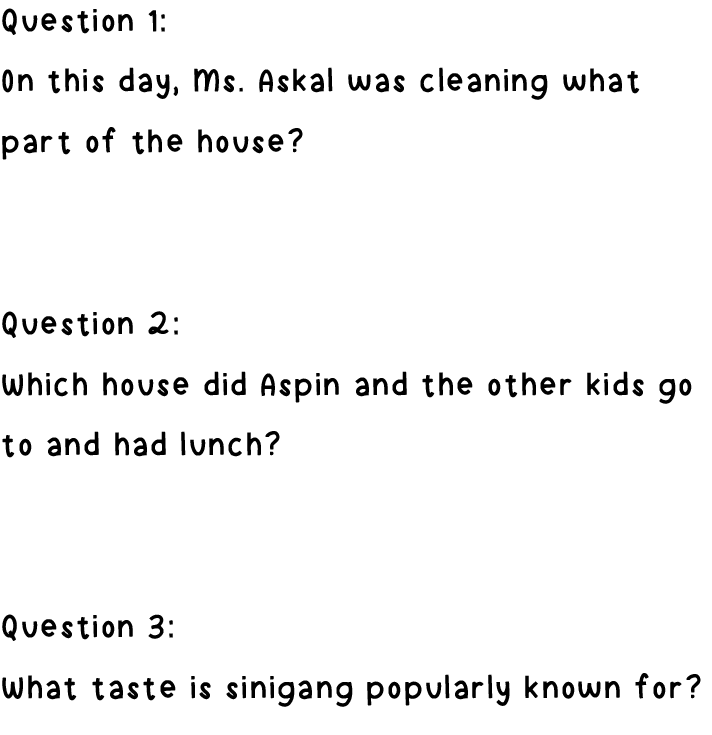 Question 1:
On this day, Ms. Askal was cleaning what
part of the house?
Question 2:
Which house did Aspin and the other kids go
to and had lunch?
Question 3:
What taste is sinigang popularly known for?